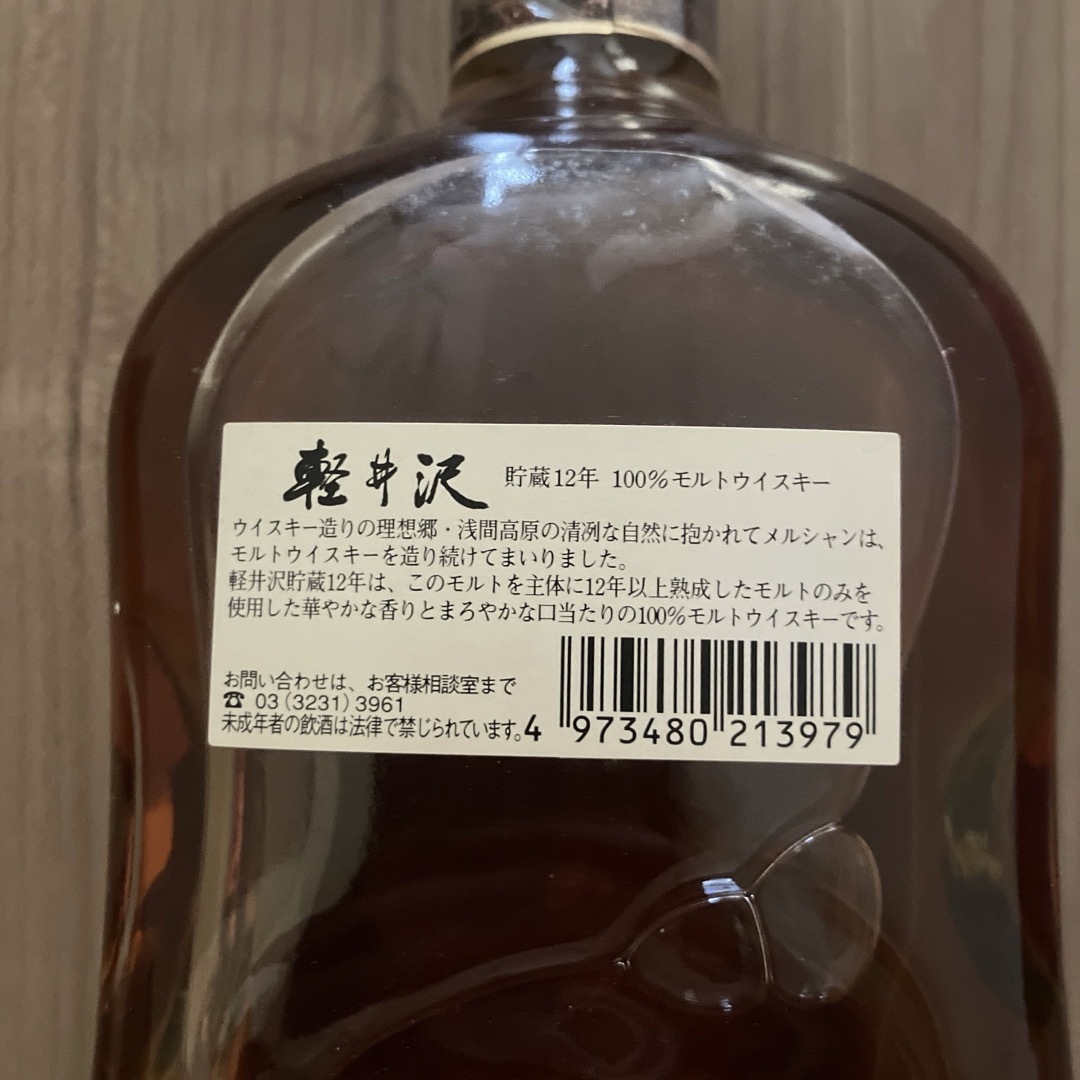 軽井沢 貯蔵12年 100%モルトウイスキー
ウイスキー造りの理想郷・浅間高原の清冽な自然に抱かれてメルシャンは、
モルトウイスキーを造り続けてまいりました。
軽井沢貯蔵12年は、このモルトを主体に12年以上熟成したモルトのみを
使用した華やかな香りとまろやかな口当たりの100%モルトウイスキーです。
お問い合わせは、お客様相談室まで
☎ 03(3231)3961
未成年者の飲酒は法律で禁じられています。
4 973480 213979